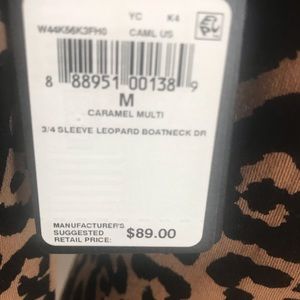 YC K4
W44K56K3FH0 CAML US
8 88951 00138 9
M
CARAMEL MULTI
3/4 SLEEVE LEOPARD BOATNECK DR
MANUFACTURER'S
SUGGESTED
RETAIL PRICE: $89.00